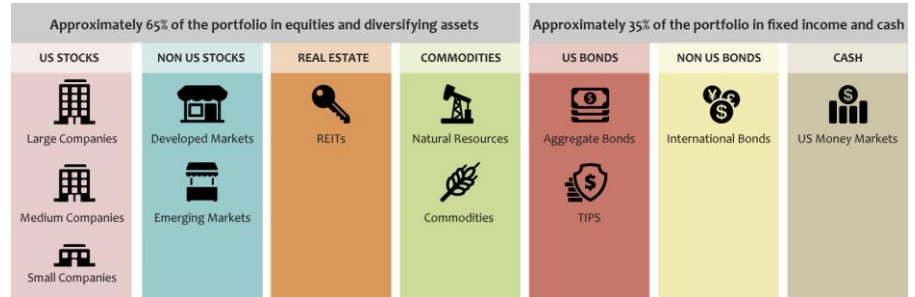 Approximately 65% of the portfolio in equities and diversifying assets
Approximately 35% of the portfolio in fixed income and cash
US STOCKS
NON US STOCKS
REAL ESTATE
COMMODITIES
US BONDS
NON US BONDS
CASH
Large Companies
Developed Markets
REITs
Natural Resources
Aggregate Bonds
International Bonds
US Money Markets
Medium Companies
Emerging Markets
Commodities
TIPS
Small Companies